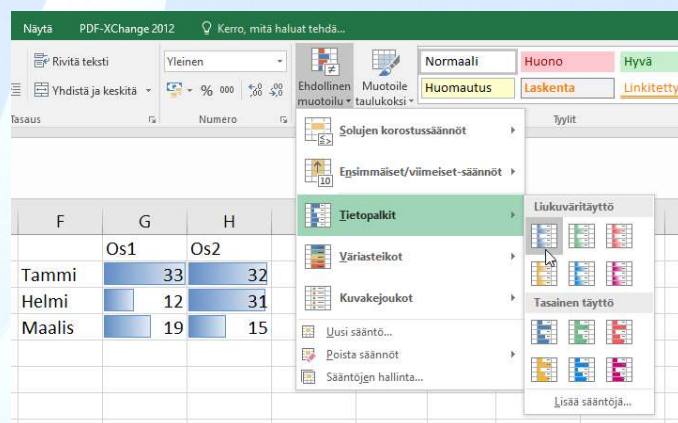 Näytä PDF-XChange 2012 Kerro, mitä haluat tehdä...
Rivitä teksti
Yleinen
Yhdistä ja keskitä
% 000
Tasaus
Numero
Ehdollinen muotoilu
Muotoile taulukoksi
Normaali Huono Hyvä
Huomautus Laskenta Linkitetty
Tyylit
Solujen korostussäännöt
Ensimmäiset/viimeiset-säännöt
Tietopalkit
Väriasteikot
Kuvakejoukot
Uusi sääntö...
Poista säännöt
Sääntöjen hallinta...
Liukuväritäyttö
Tasainen täyttö
Lisää sääntöjä...
F G H
Os1 Os2
Tammi 33 32
Helmi 12 31
Maalis 19 15